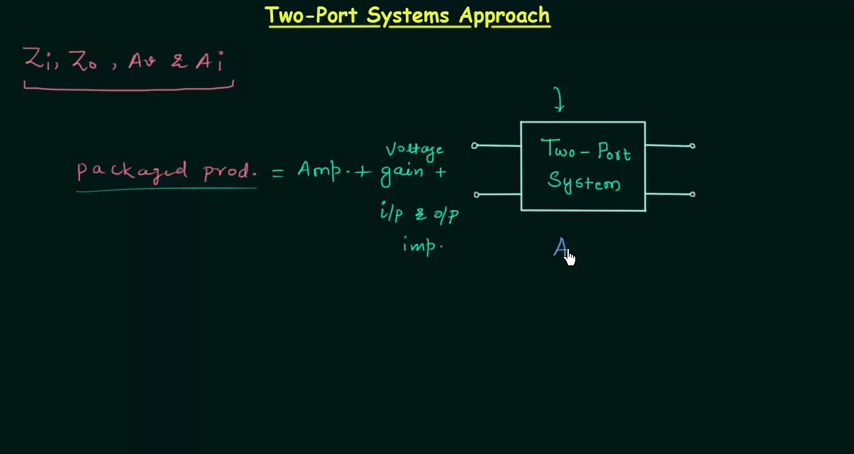 Two-Port Systems Approach
Zi, Zo, Av & Ai
packaged prod. = Amp. + Voltage gain +
i/p & o/p
imp.
Two-Port
System
A